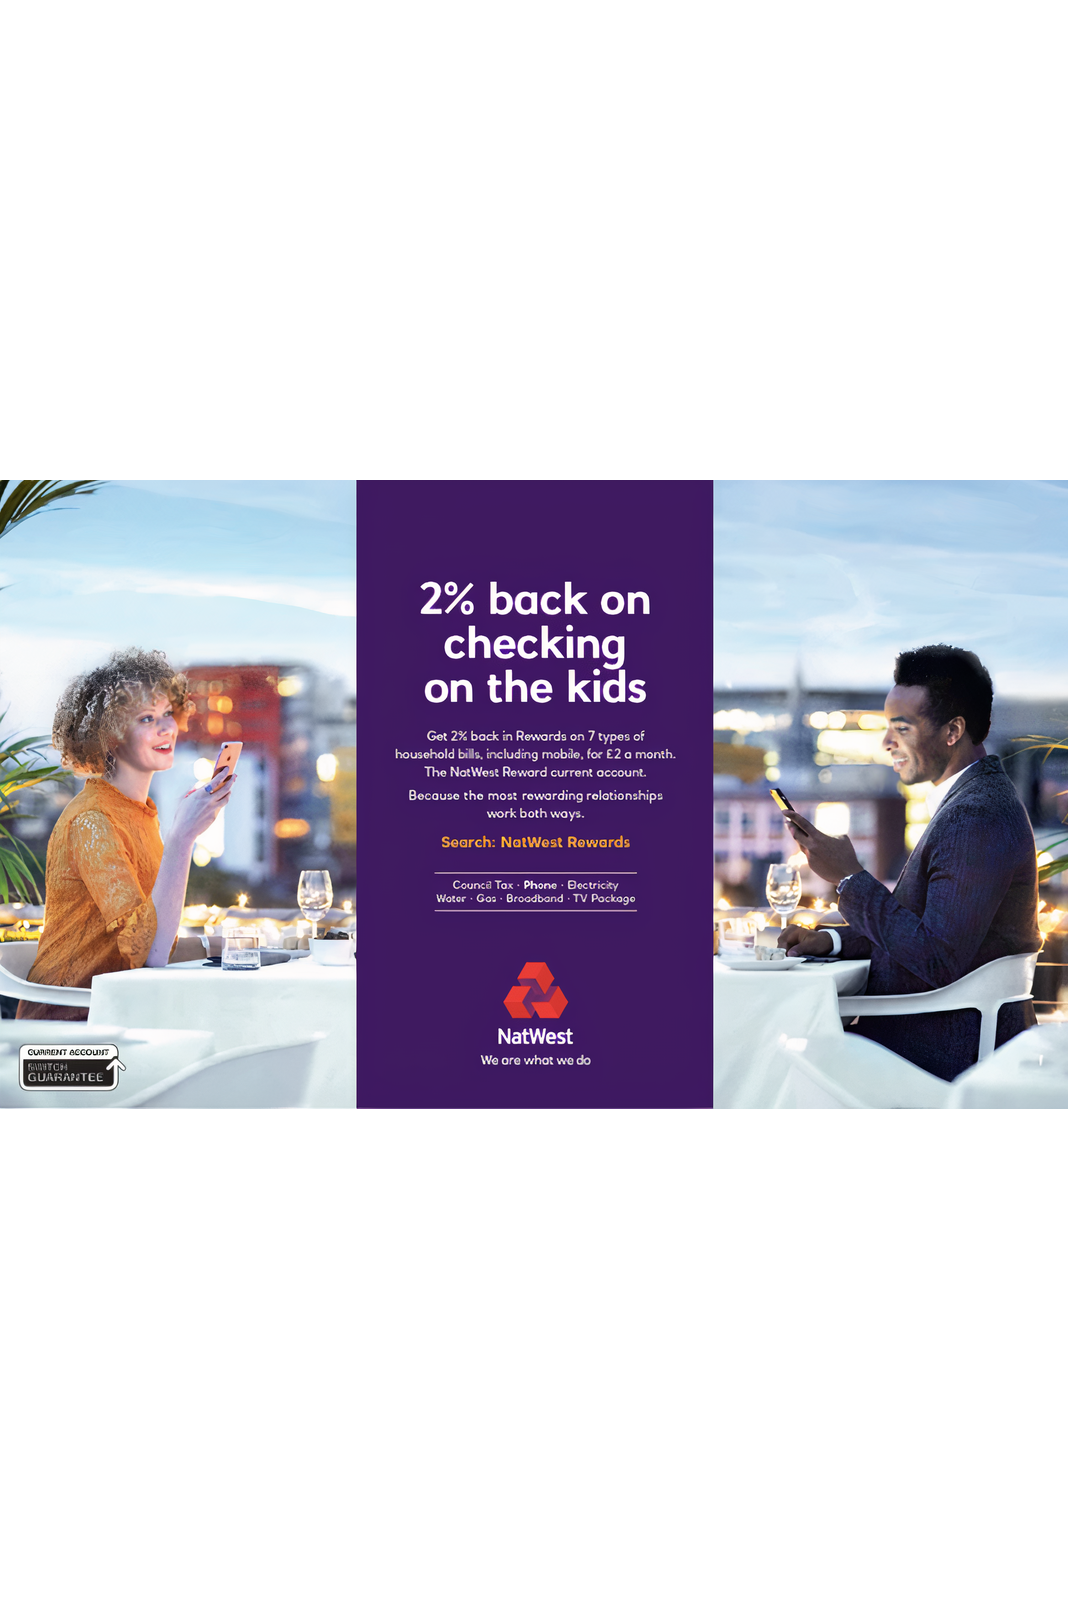 2% back on
checking
on the kids
Get 2% back in Rewards on 7 types of
household bills, including mobile, for £2 a month.
The NatWest Reward current account.
Because the most rewarding relationships
work both ways.
Search: NatWest Rewards
Council Tax · Phone · Electricity
Water · Gas · Broadband · TV Package
NatWest
We are what we do
CURRENT ACCOUNT
SWITCH
GUARANTEE